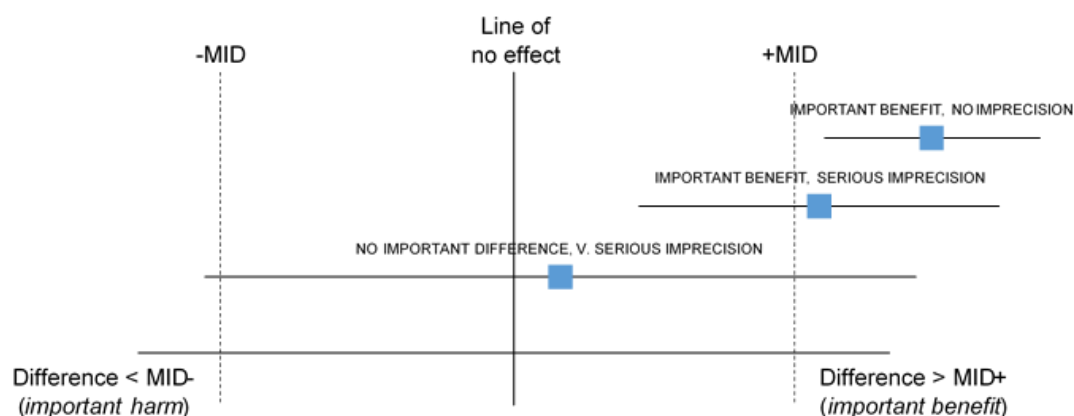 Line of
no effect
-MID
+MID
IMPORTANT BENEFIT, NO IMPRECISION
IMPORTANT BENEFIT, SERIOUS IMPRECISION
NO IMPORTANT DIFFERENCE, V. SERIOUS IMPRECISION
Difference < MID-
(important harm)
Difference > MID+
(important benefit)